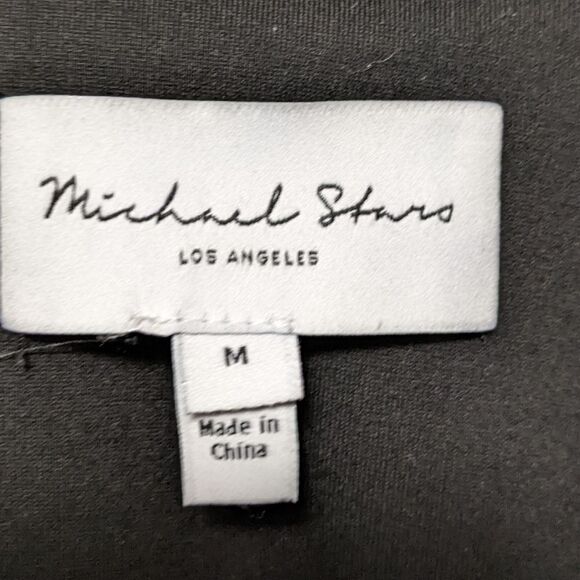 Michael Stars
LOS ANGELES
M
Made in
China